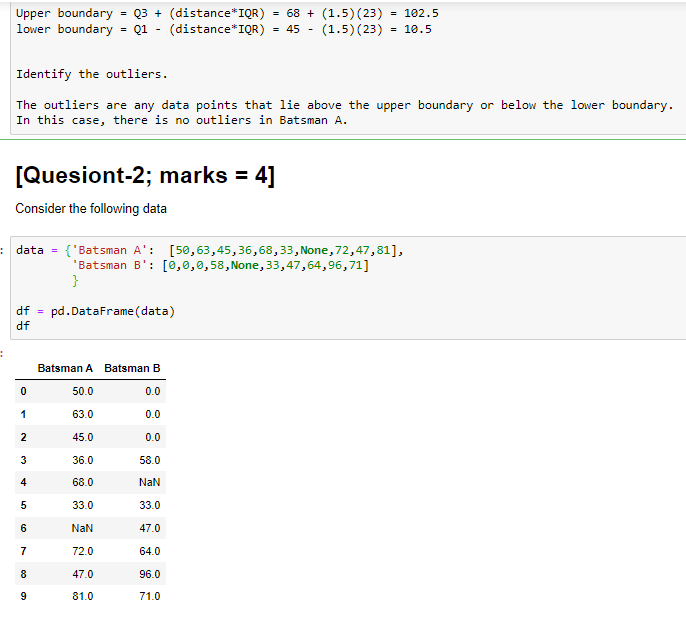 Upper boundary = Q3 + (distance*IQR) = 68 + (1.5)(23) = 102.5
lower boundary = Q1 - (distance*IQR) = 45 - (1.5)(23) = 10.5
Identify the outliers.
The outliers are any data points that lie above the upper boundary or below the lower boundary.
In this case, there is no outliers in Batsman A.
[Quesiont-2; marks = 4]
Consider the following data
: data = {'Batsman A':  [50,63,45,36,68,33,None,72,47,81],
'Batsman B': [0,0,0,58,None,33,47,64,96,71]
}
df = pd.DataFrame(data)
df
:
Batsman A Batsman B
0 50.0 0.0
1 63.0 0.0
2 45.0 0.0
3 36.0 58.0
4 68.0 NaN
5 33.0 33.0
6 NaN 47.0
7 72.0 64.0
8 47.0 96.0
9 81.0 71.0